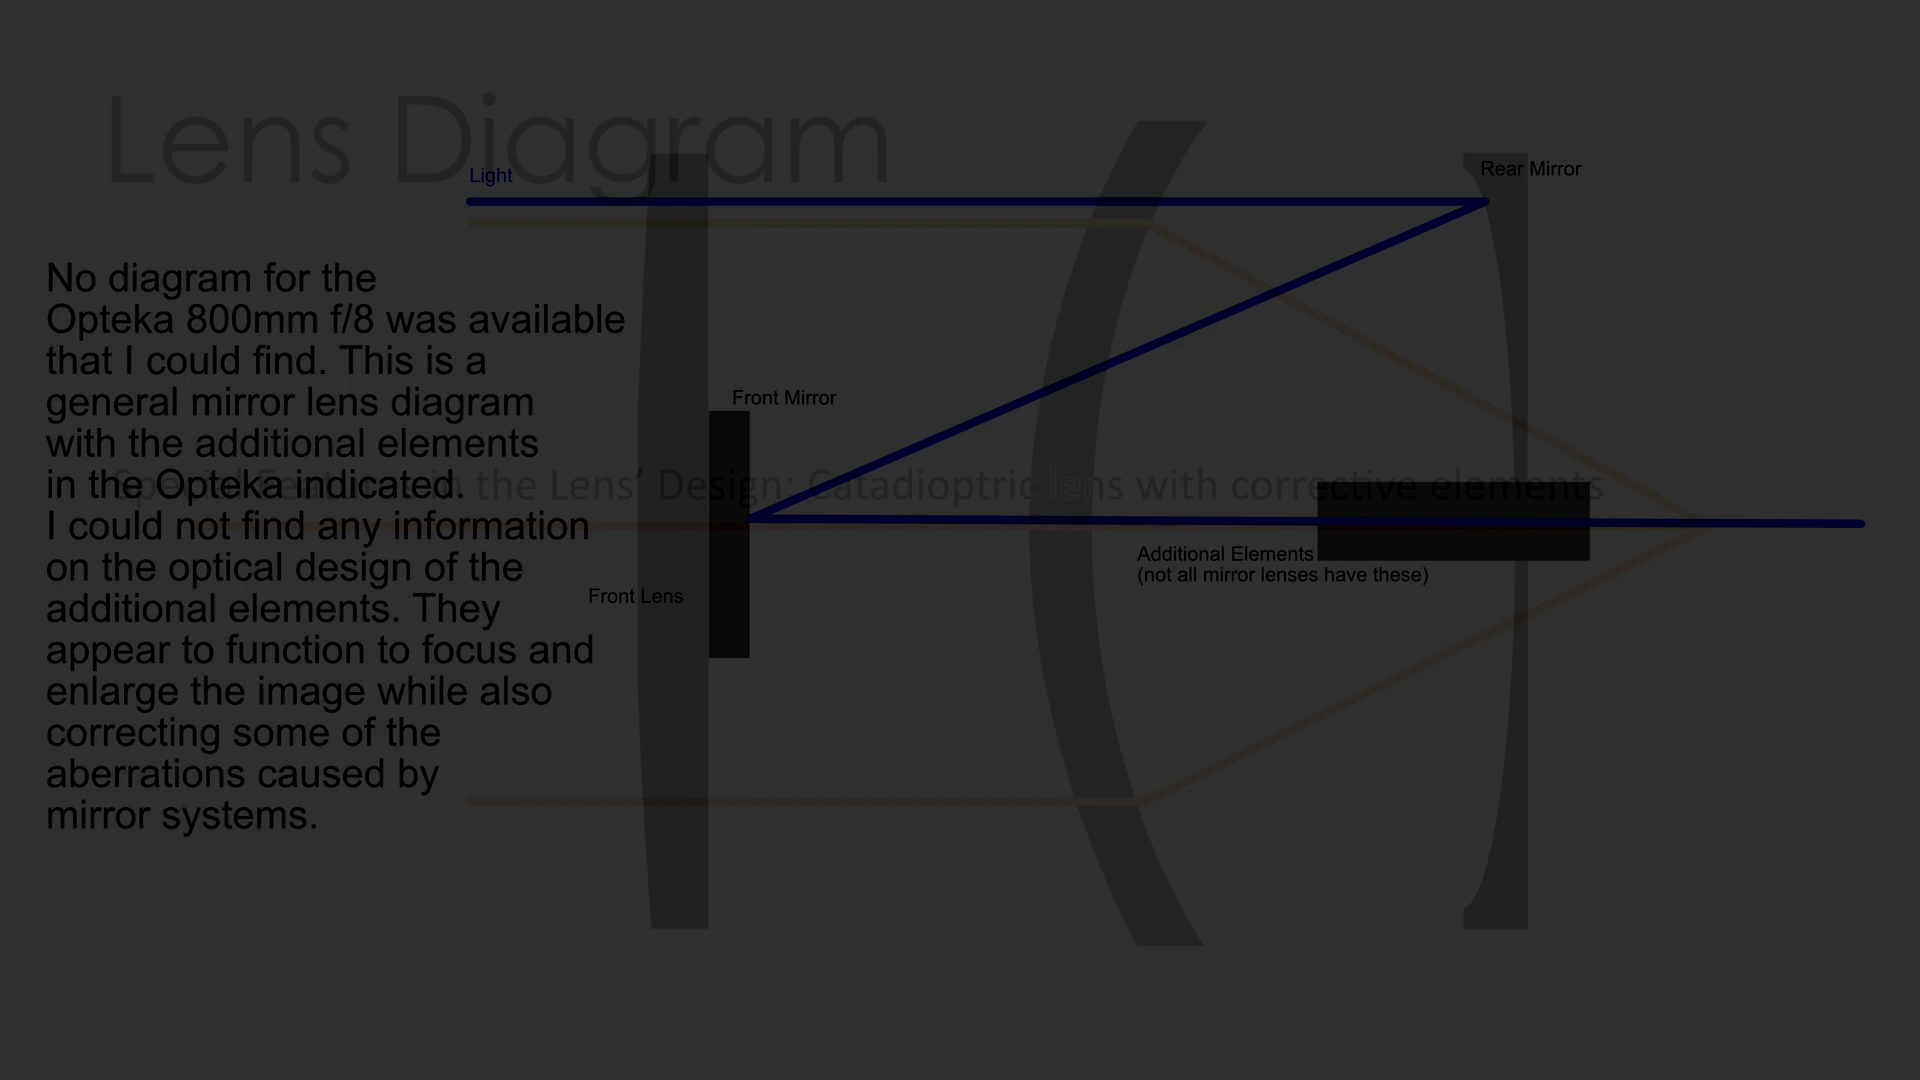 Lens Diagram
Light
Rear Mirror
No diagram for the
Opteka 800mm f/8 was available
that I could find. This is a
general mirror lens diagram
with the additional elements
in the Opteka indicated.
I could not find any information
on the optical design of the
additional elements. They
appear to function to focus and
enlarge the image while also
correcting some of the
aberrations caused by
mirror systems.
Front Mirror
Special Features in the Lens’ Design: Catadioptric lens with corrective elements
Additional Elements
(not all mirror lenses have these)
Front Lens